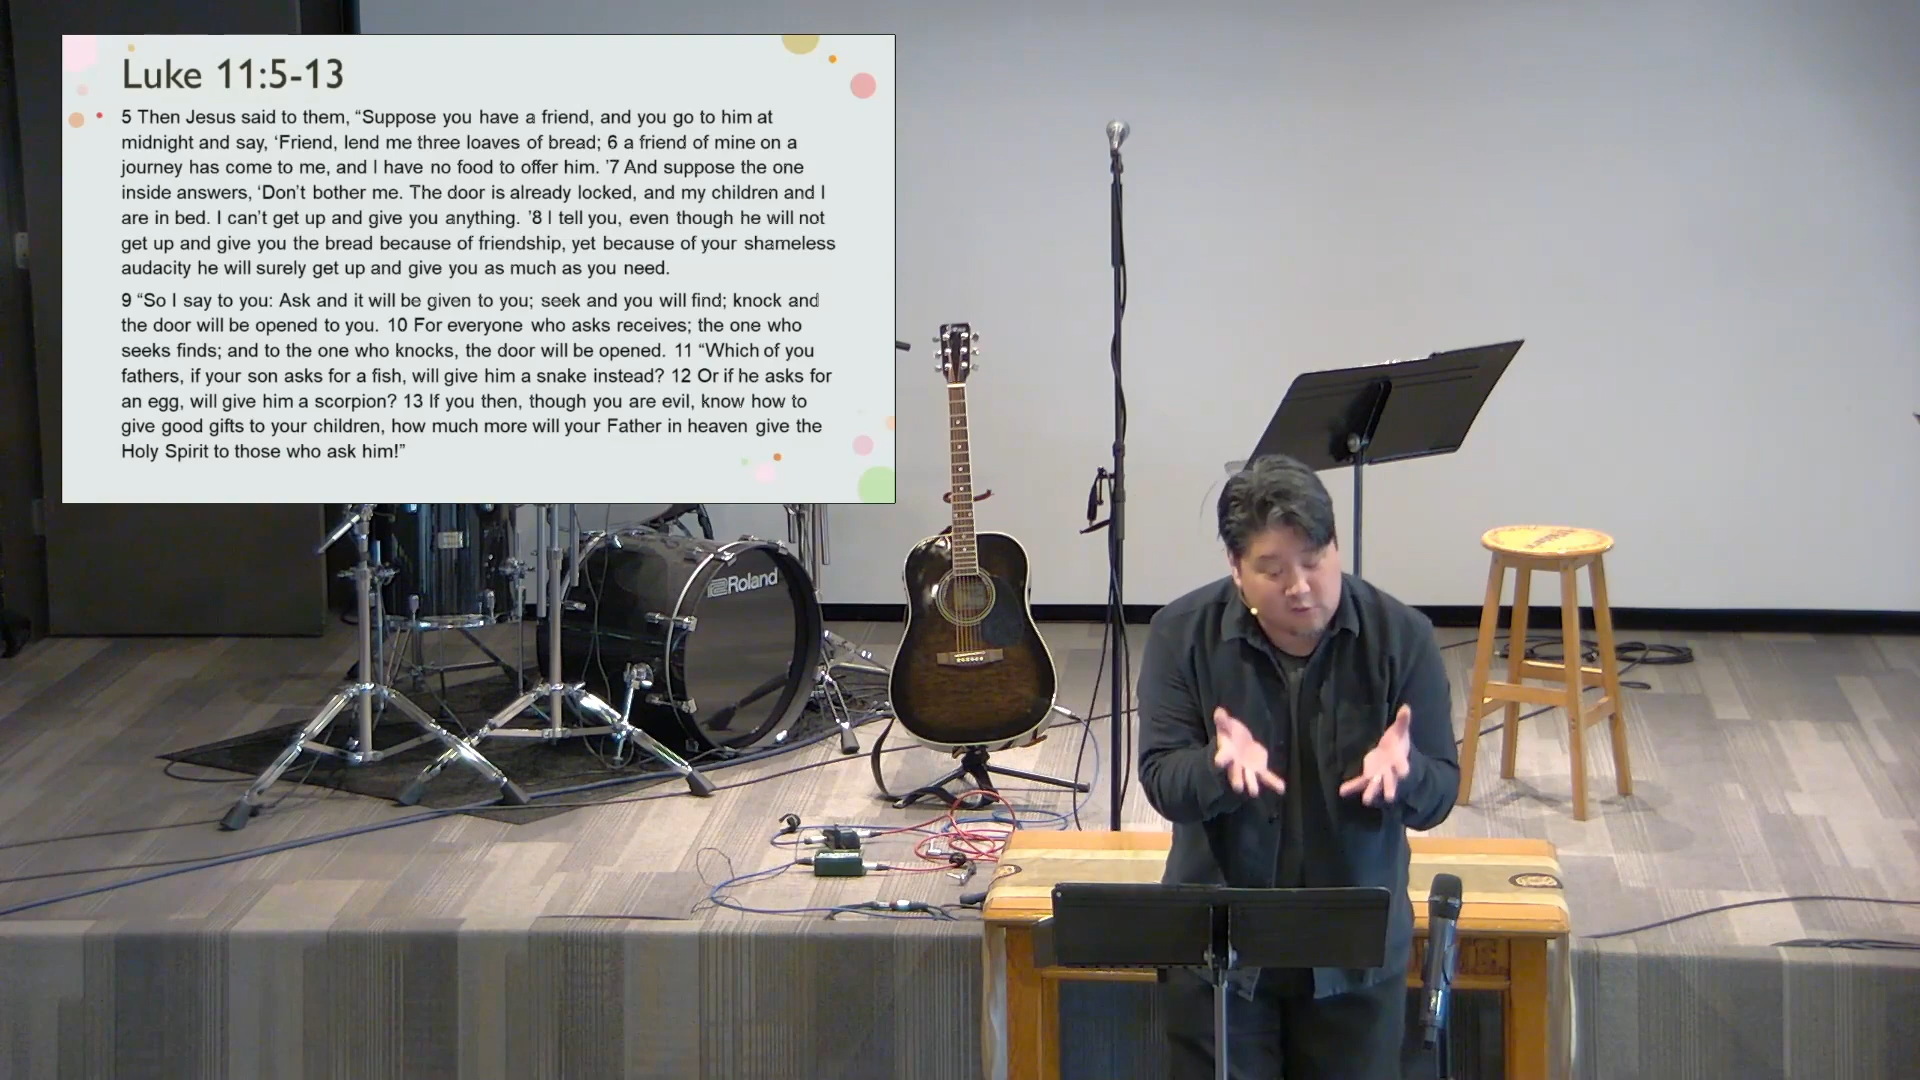 Luke 11:5-13
5 Then Jesus said to them, “Suppose you have a friend, and you go to him at
midnight and say, ‘Friend, lend me three loaves of bread; 6 a friend of mine on a
journey has come to me, and I have no food to offer him. ’7 And suppose the one
inside answers, ‘Don’t bother me. The door is already locked, and my children and I
are in bed. I can’t get up and give you anything. ’8 I tell you, even though he will not
get up and give you the bread because of friendship, yet because of your shameless
audacity he will surely get up and give you as much as you need.
9 “So I say to you: Ask and it will be given to you; seek and you will find; knock and
the door will be opened to you. 10 For everyone who asks receives; the one who
seeks finds; and to the one who knocks, the door will be opened. 11 “Which of you
fathers, if your son asks for a fish, will give him a snake instead? 12 Or if he asks for
an egg, will give him a scorpion? 13 If you then, though you are evil, know how to
give good gifts to your children, how much more will your Father in heaven give the
Holy Spirit to those who ask him!”
Roland